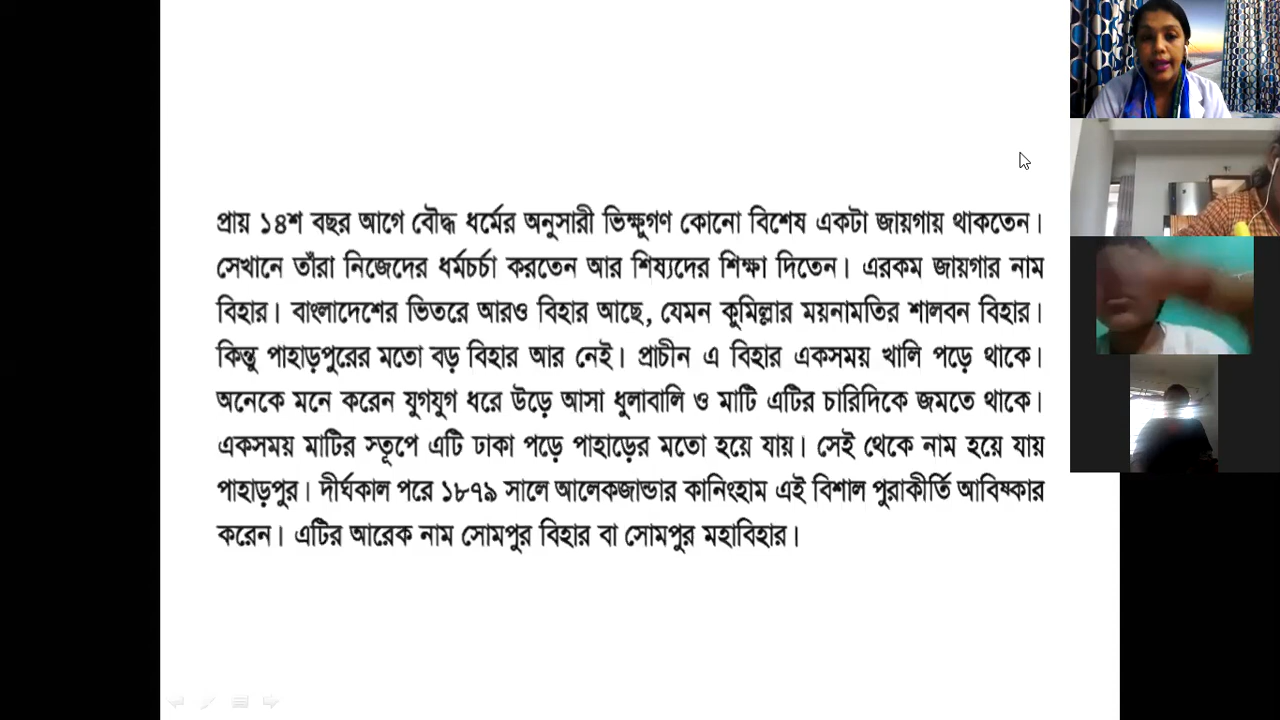 প্রায় ১৪শ বছর আগে বৌদ্ধ ধর্মের অনুসারী ভিক্ষুগণ কোনো বিশেষ একটা জায়গায় থাকতেন।
সেখানে তাঁরা নিজেদের ধর্মচর্চা করতেন আর শিষ্যদের শিক্ষা দিতেন। এরকম জায়গার নাম
বিহার। বাংলাদেশের ভিতরে আরও বিহার আছে, যেমন কুমিল্লার ময়নামতির শালবন বিহার।
কিন্তু পাহাড়পুরের মতো বড় বিহার আর নেই। প্রাচীন এ বিহার একসময় খালি পড়ে থাকে।
অনেকে মনে করেন যুগযুগ ধরে উড়ে আসা ধুলাবালি ও মাটি এটির চারিদিকে জমতে থাকে।
একসময় মাটির স্তূপে এটি ঢাকা পড়ে পাহাড়ের মতো হয়ে যায়। সেই থেকে নাম হয়ে যায়
পাহাড়পুর। দীর্ঘকাল পরে ১৮৭৯ সালে আলেকজান্ডার কানিংহাম এই বিশাল পুরাকীর্তি আবিষ্কার
করেন। এটির আরেক নাম সোমপুর বিহার বা সোমপুর মহাবিহার।